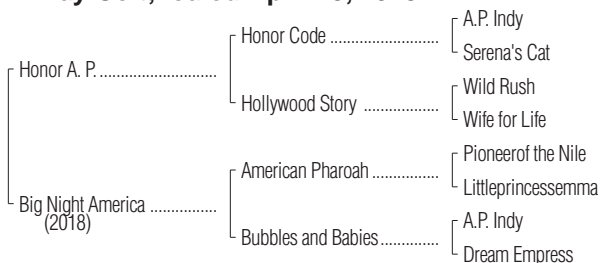 Honor A. P.
Honor Code
A.P. Indy
Serena's Cat
Hollywood Story
Wild Rush
Wife for Life
Big Night America
(2018)
American Pharoah
Pioneerof the Nile
Littleprincessemma
Bubbles and Babies
A.P. Indy
Dream Empress